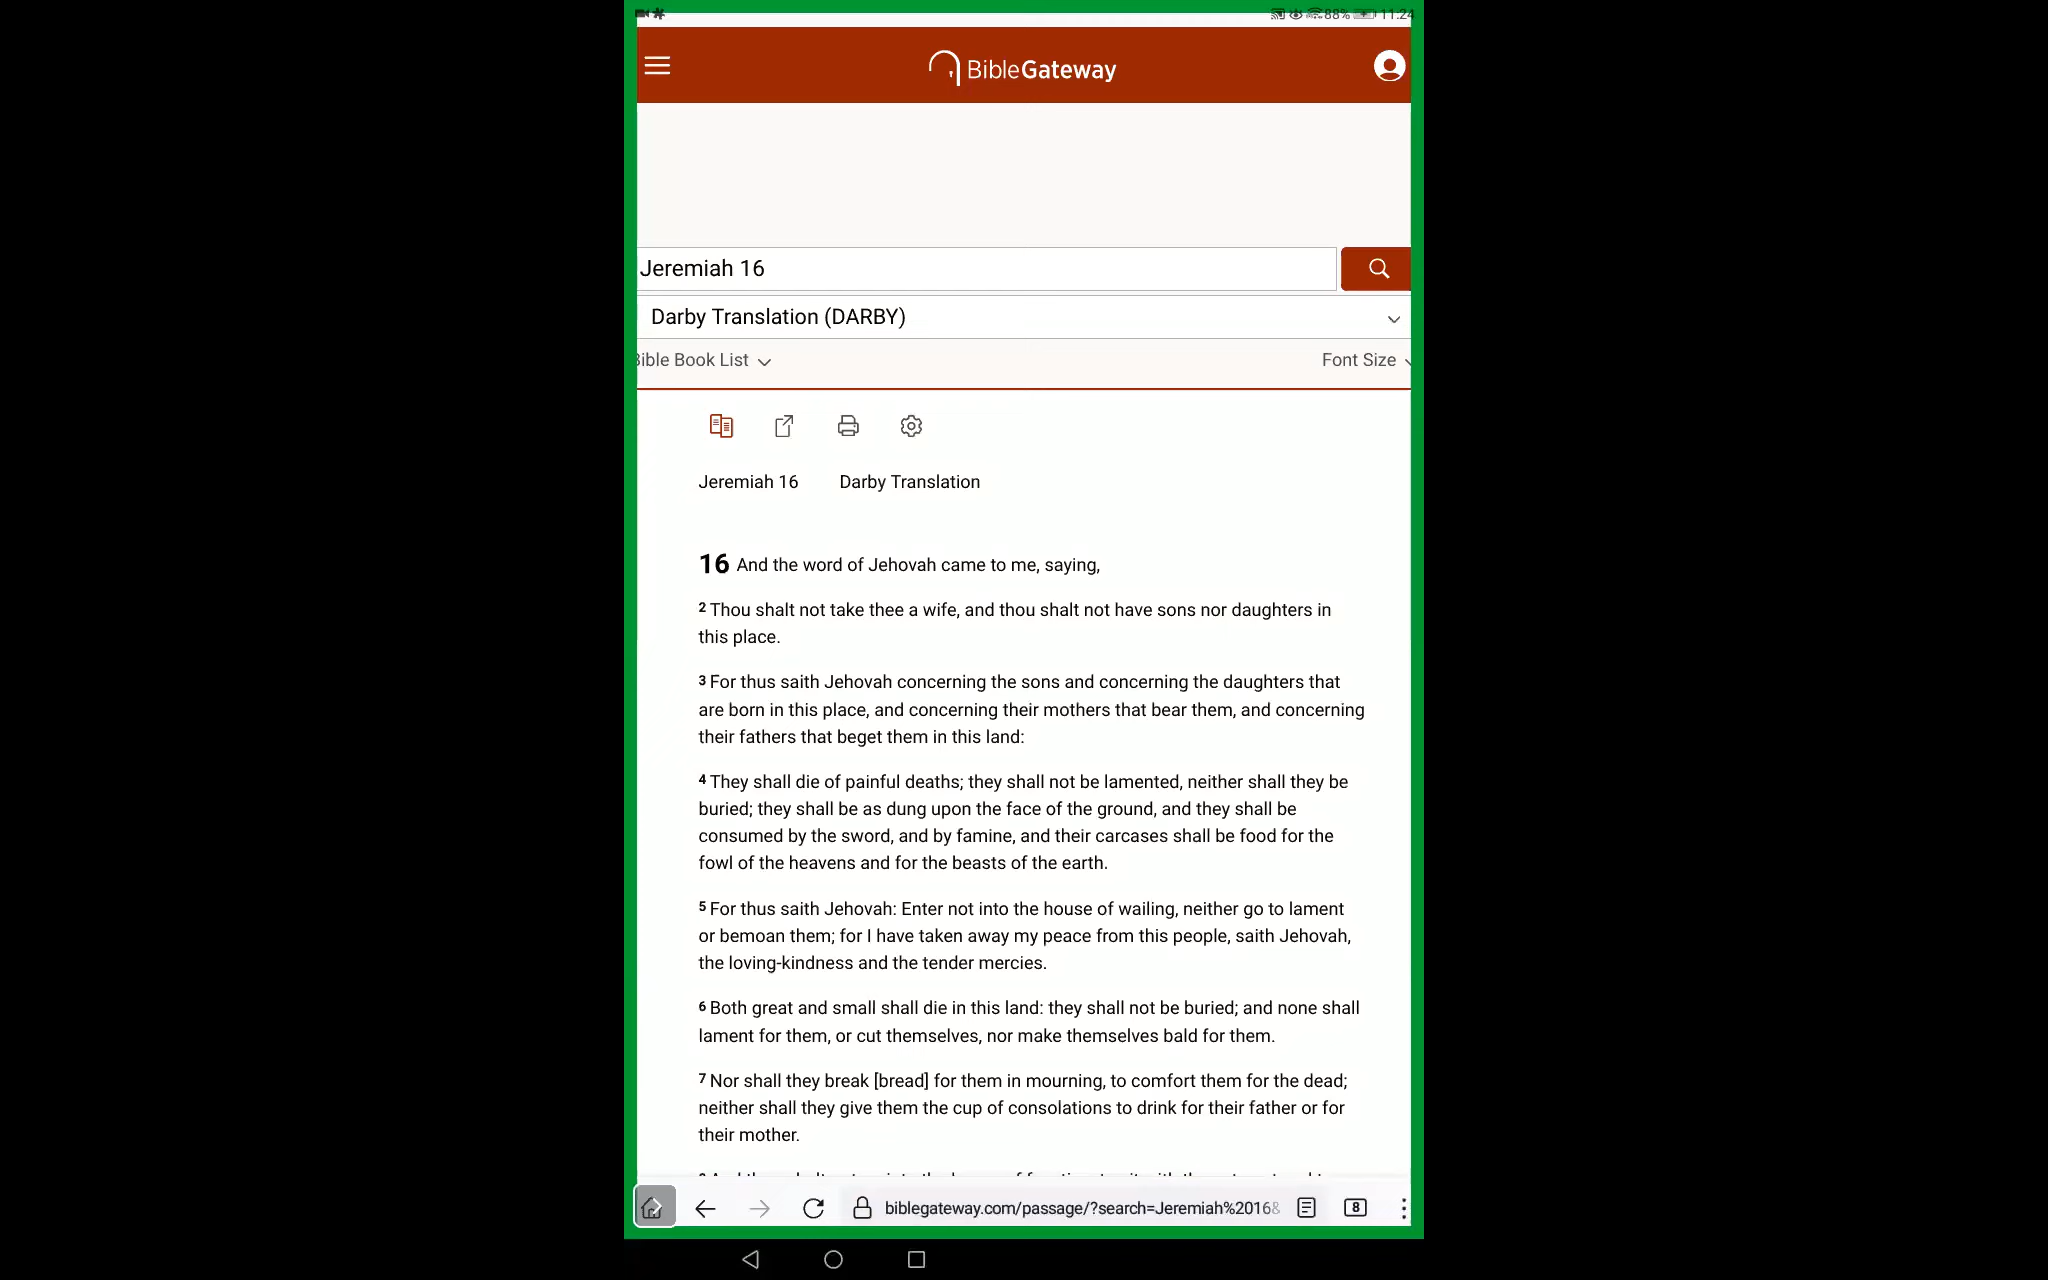 88% 11:24
BibleGateway
Jeremiah 16
Darby Translation (DARBY)
Bible Book List
Font Size
Jeremiah 16 Darby Translation
16 And the word of Jehovah came to me, saying,
2 Thou shalt not take thee a wife, and thou shalt not have sons nor daughters in
this place.
3 For thus saith Jehovah concerning the sons and concerning the daughters that
are born in this place, and concerning their mothers that bear them, and concerning
their fathers that beget them in this land:
4 They shall die of painful deaths; they shall not be lamented, neither shall they be
buried; they shall be as dung upon the face of the ground, and they shall be
consumed by the sword, and by famine, and their carcases shall be food for the
fowl of the heavens and for the beasts of the earth.
5 For thus saith Jehovah: Enter not into the house of wailing, neither go to lament
or bemoan them; for I have taken away my peace from this people, saith Jehovah,
the loving-kindness and the tender mercies.
6 Both great and small shall die in this land: they shall not be buried; and none shall
lament for them, or cut themselves, nor make themselves bald for them.
7 Nor shall they break [bread] for them in mourning, to comfort them for the dead;
neither shall they give them the cup of consolations to drink for their father or for
their mother.
biblegateway.com/passage/?search=Jeremiah%2016&
8